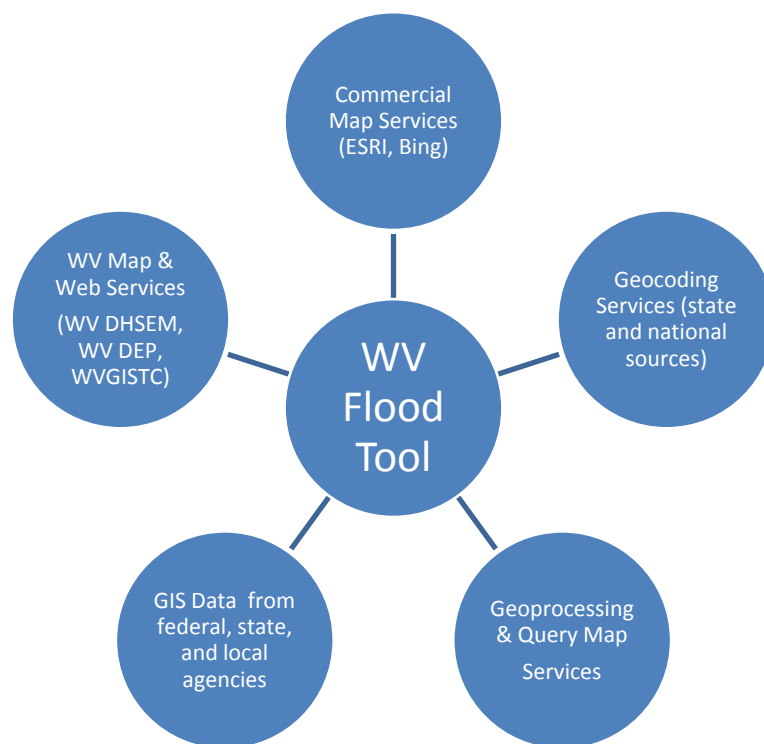 Commercial
Map Services
(ESRI, Bing)
WV Map &
Web Services
(WV DHSEM,
WV DEP,
WVGISTC)
Geocoding
Services (state
and national
sources)
WV
Flood
Tool
GIS Data from
federal, state,
and local
agencies
Geoprocessing
& Query Map
Services